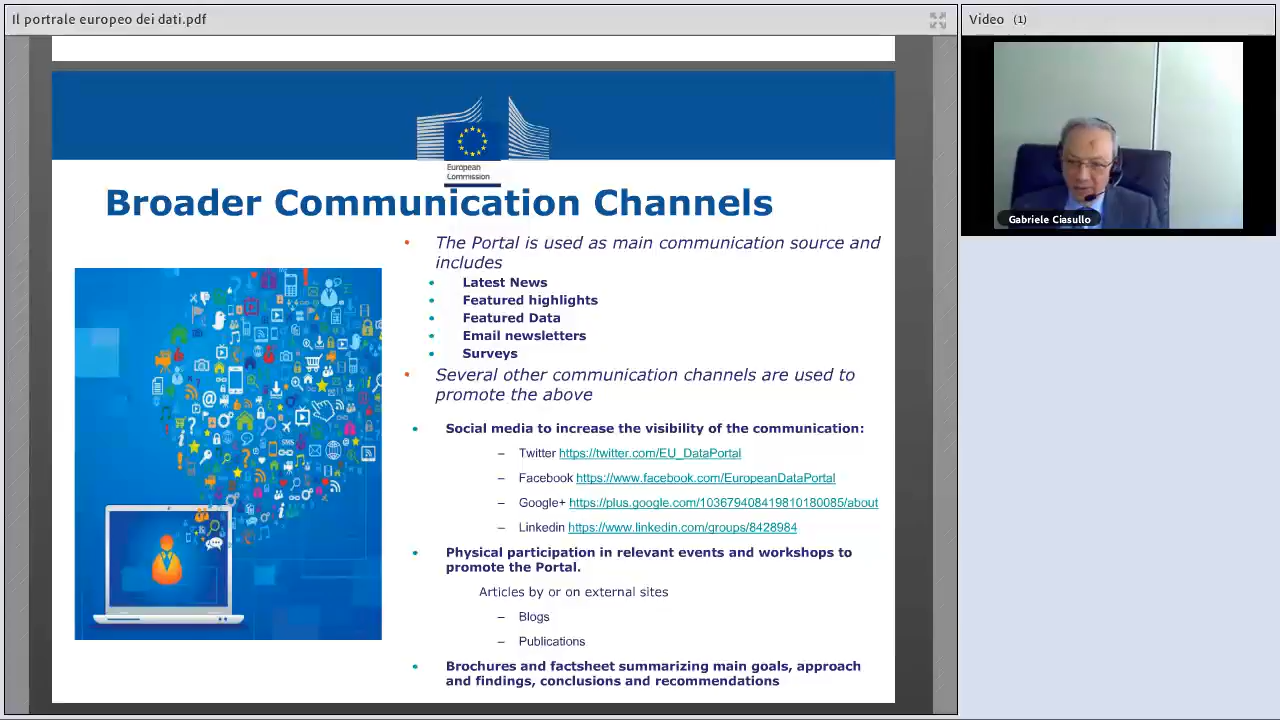 Il portrale europeo dei dati.pdf
Video (1)
European
Commission
Broader Communication Channels
• The Portal is used as main communication source and
includes
• Latest News
• Featured highlights
• Featured Data
• Email newsletters
• Surveys
• Several other communication channels are used to
promote the above
• Social media to increase the visibility of the communication:
– Twitter https://twitter.com/EU_DataPortal
– Facebook https://www.facebook.com/EuropeanDataPortal
– Google+ https://plus.google.com/103679408419810180085/about
– Linkedin https://www.linkedin.com/groups/8428984
• Physical participation in relevant events and workshops to
promote the Portal.
Articles by or on external sites
– Blogs
– Publications
• Brochures and factsheet summarizing main goals, approach
and findings, conclusions and recommendations
Gabriele Ciasullo